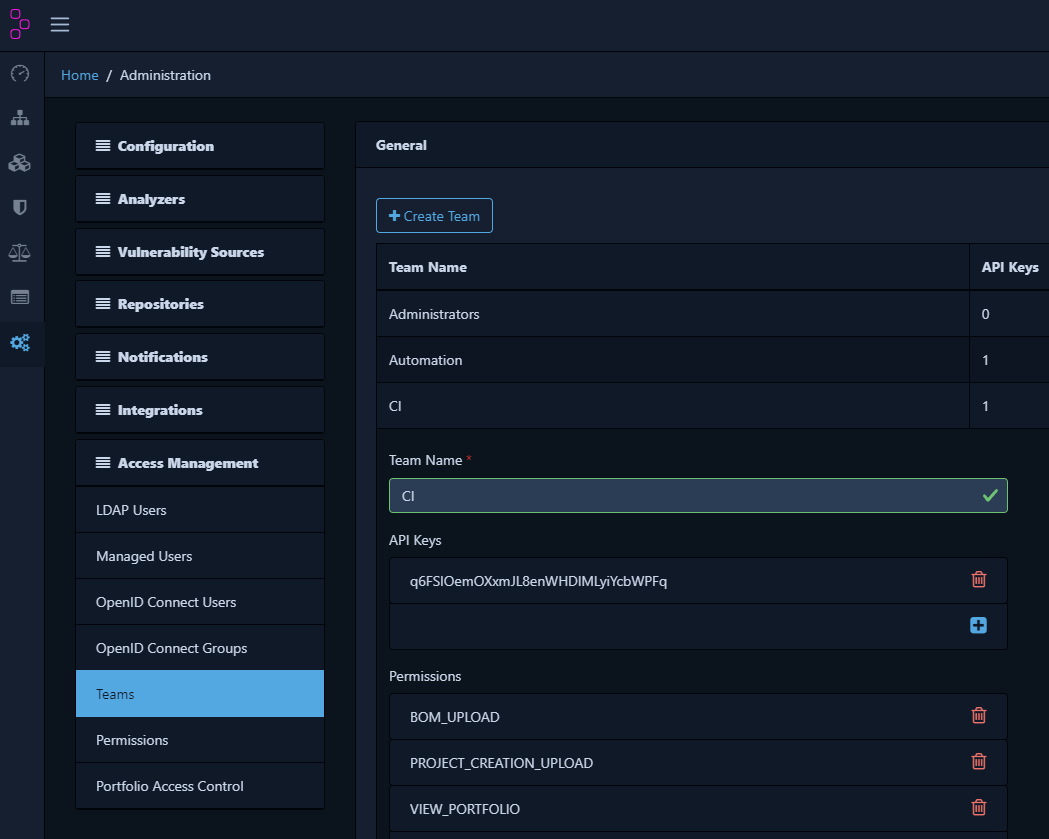 Home / Administration
Configuration
Analyzers
Vulnerability Sources
Repositories
Notifications
Integrations
Access Management
LDAP Users
Managed Users
OpenID Connect Users
OpenID Connect Groups
Teams
Permissions
Portfolio Access Control
General
Create Team
Team Name API Keys
Administrators 0
Automation 1
CI 1
Team Name *
CI
API Keys
q6FSIOemOXxmJL8enWHDIMLyiYcbWPFq
Permissions
BOM_UPLOAD
PROJECT_CREATION_UPLOAD
VIEW_PORTFOLIO